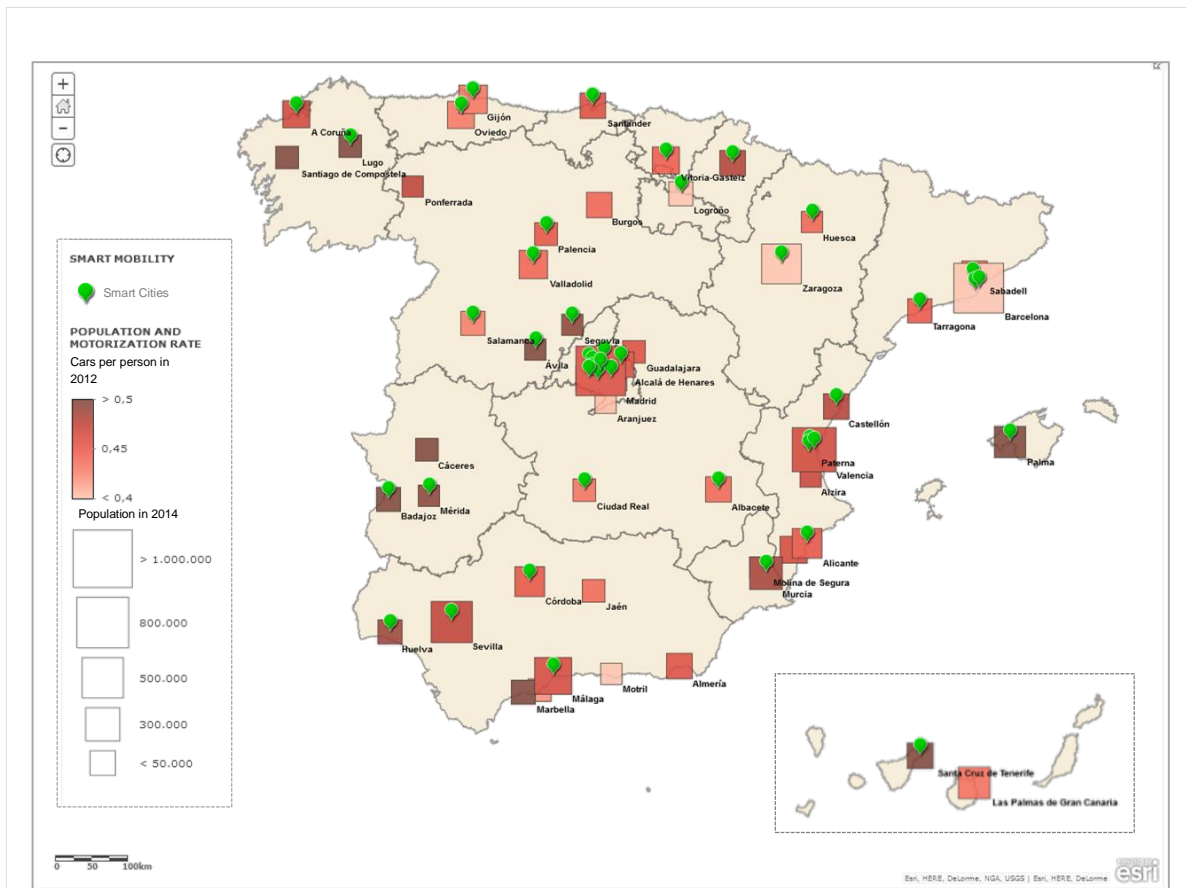 +
−
SMART MOBILITY
Smart Cities
POPULATION AND
MOTORIZATION RATE
Cars per person in
2012
> 0,5
0,45
< 0,4
Population in 2014
> 1.000.000
800.000
500.000
300.000
< 50.000
A Coruña
Lugo
Santiago de Compostela
Gijón
Oviedo
Santander
Vitoria-Gasteiz
Logroño
Ponferrada
Burgos
Palencia
Valladolid
Huesca
Zaragoza
Sabadell
Barcelona
Tarragona
Salamanca
Segovia
Ávila
Guadalajara
Alcalá de Henares
Madrid
Aranjuez
Castellón
Palma
Paterna
Valencia
Alzira
Cáceres
Badajoz
Mérida
Ciudad Real
Albacete
Alicante
Molina de Segura
Murcia
Córdoba
Jaén
Huelva
Sevilla
Málaga
Marbella
Motril
Almería
Santa Cruz de Tenerife
Las Palmas de Gran Canaria
0 50 100km
Esri, HERE, DeLorme, NGA, USGS | Esri, HERE, DeLorme
esri